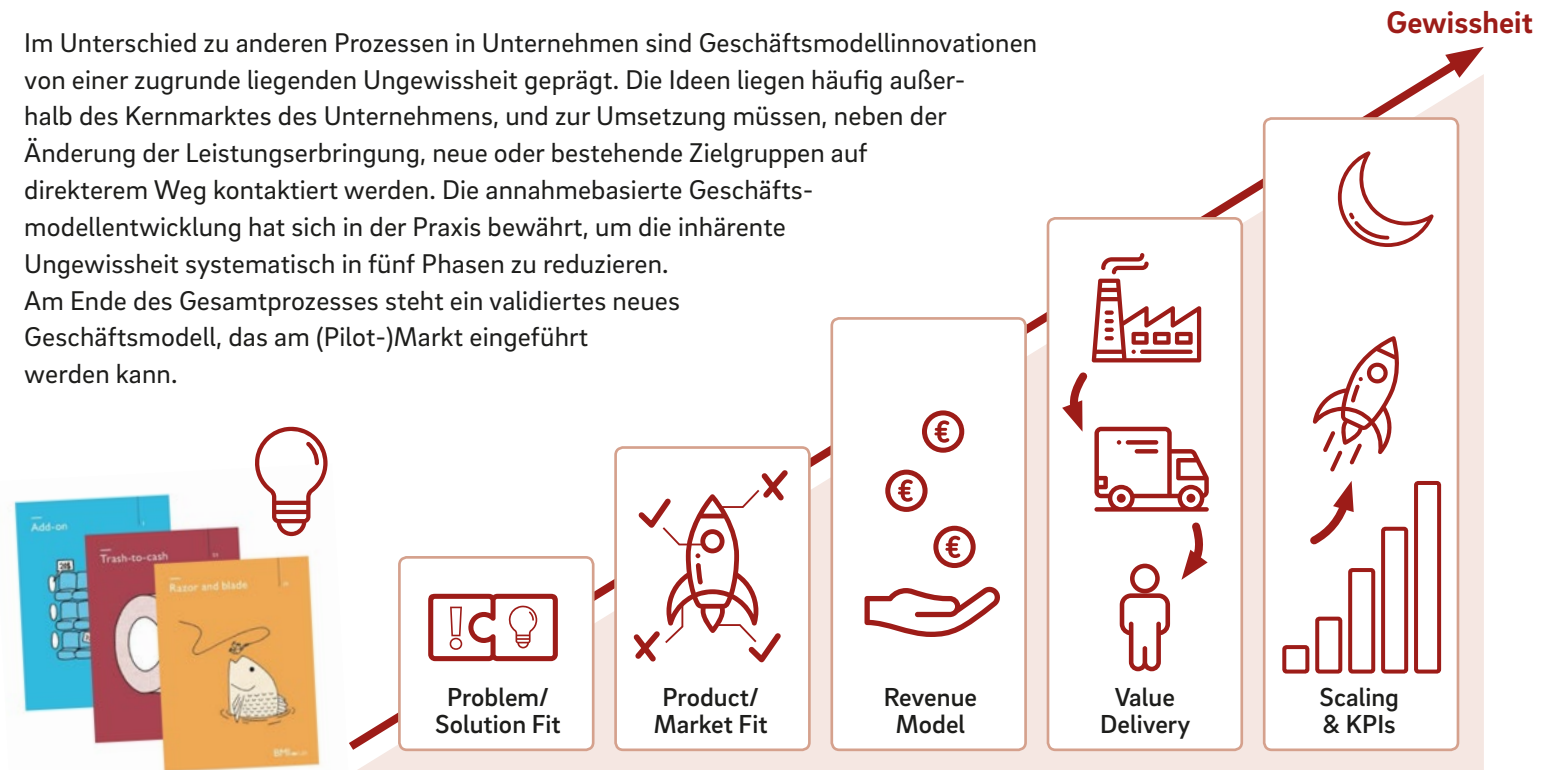 Gewissheit
Im Unterschied zu anderen Prozessen in Unternehmen sind Geschäftsmodellinnovationen
von einer zugrunde liegenden Ungewissheit geprägt. Die Ideen liegen häufig außer-
halb des Kernmarktes des Unternehmens, und zur Umsetzung müssen, neben der
Änderung der Leistungserbringung, neue oder bestehende Zielgruppen auf
direkterem Weg kontaktiert werden. Die annahmebasierte Geschäfts-
modellentwicklung hat sich in der Praxis bewährt, um die inhärente
Ungewissheit systematisch in fünf Phasen zu reduzieren.
Am Ende des Gesamtprozesses steht ein validiertes neues
Geschäftsmodell, das am (Pilot-)Markt eingeführt
werden kann.
Add-on
Trash-to-cash
Razor and blade
BMI
Problem/
Solution Fit
Product/
Market Fit
€
€
€
Revenue
Model
Value
Delivery
Scaling
& KPIs